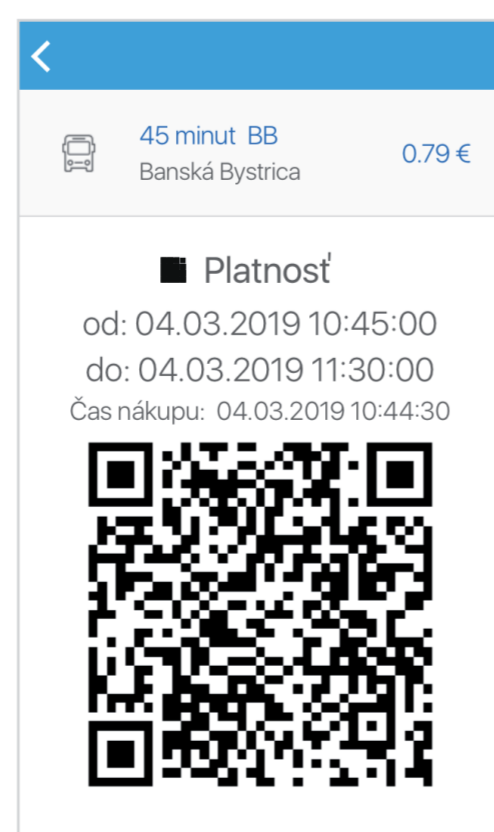 45 minut BB
Banská Bystrica
0.79 €
Platnosť
od: 04.03.2019 10:45:00
do: 04.03.2019 11:30:00
Čas nákupu: 04.03.2019 10:44:30